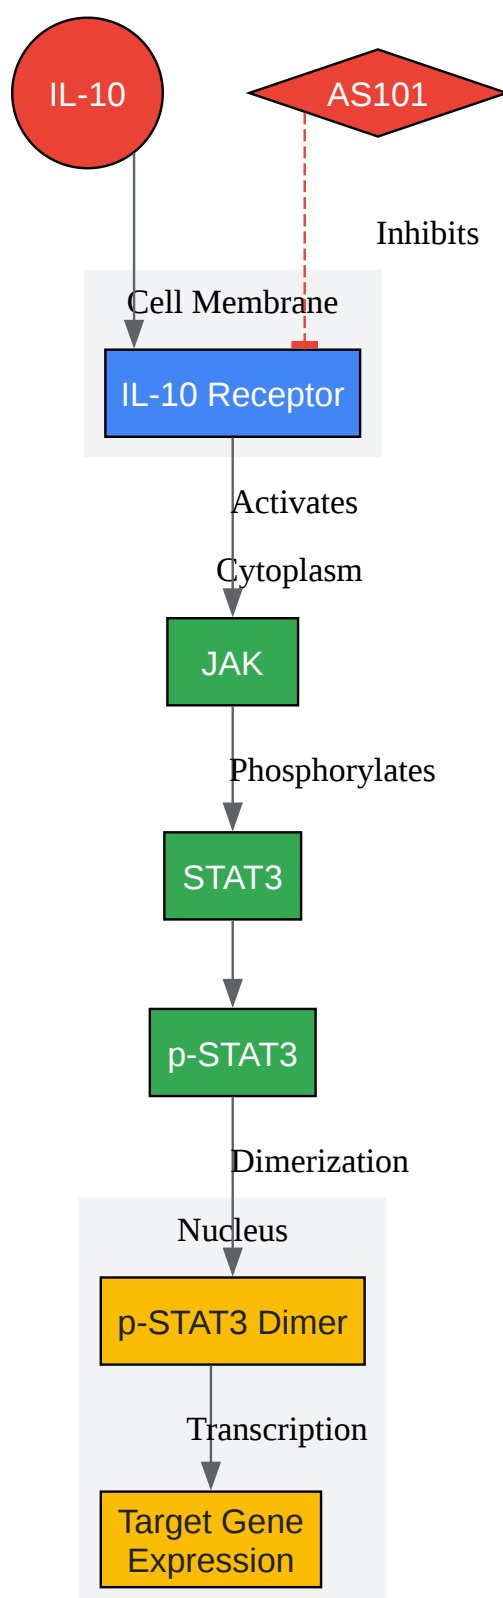 IL-10
AS101
Inhibits
Cell Membrane
IL-10 Receptor
Activates
Cytoplasm
JAK
Phosphorylates
STAT3
p-STAT3
Dimerization
Nucleus
p-STAT3 Dimer
Transcription
Target Gene
Expression